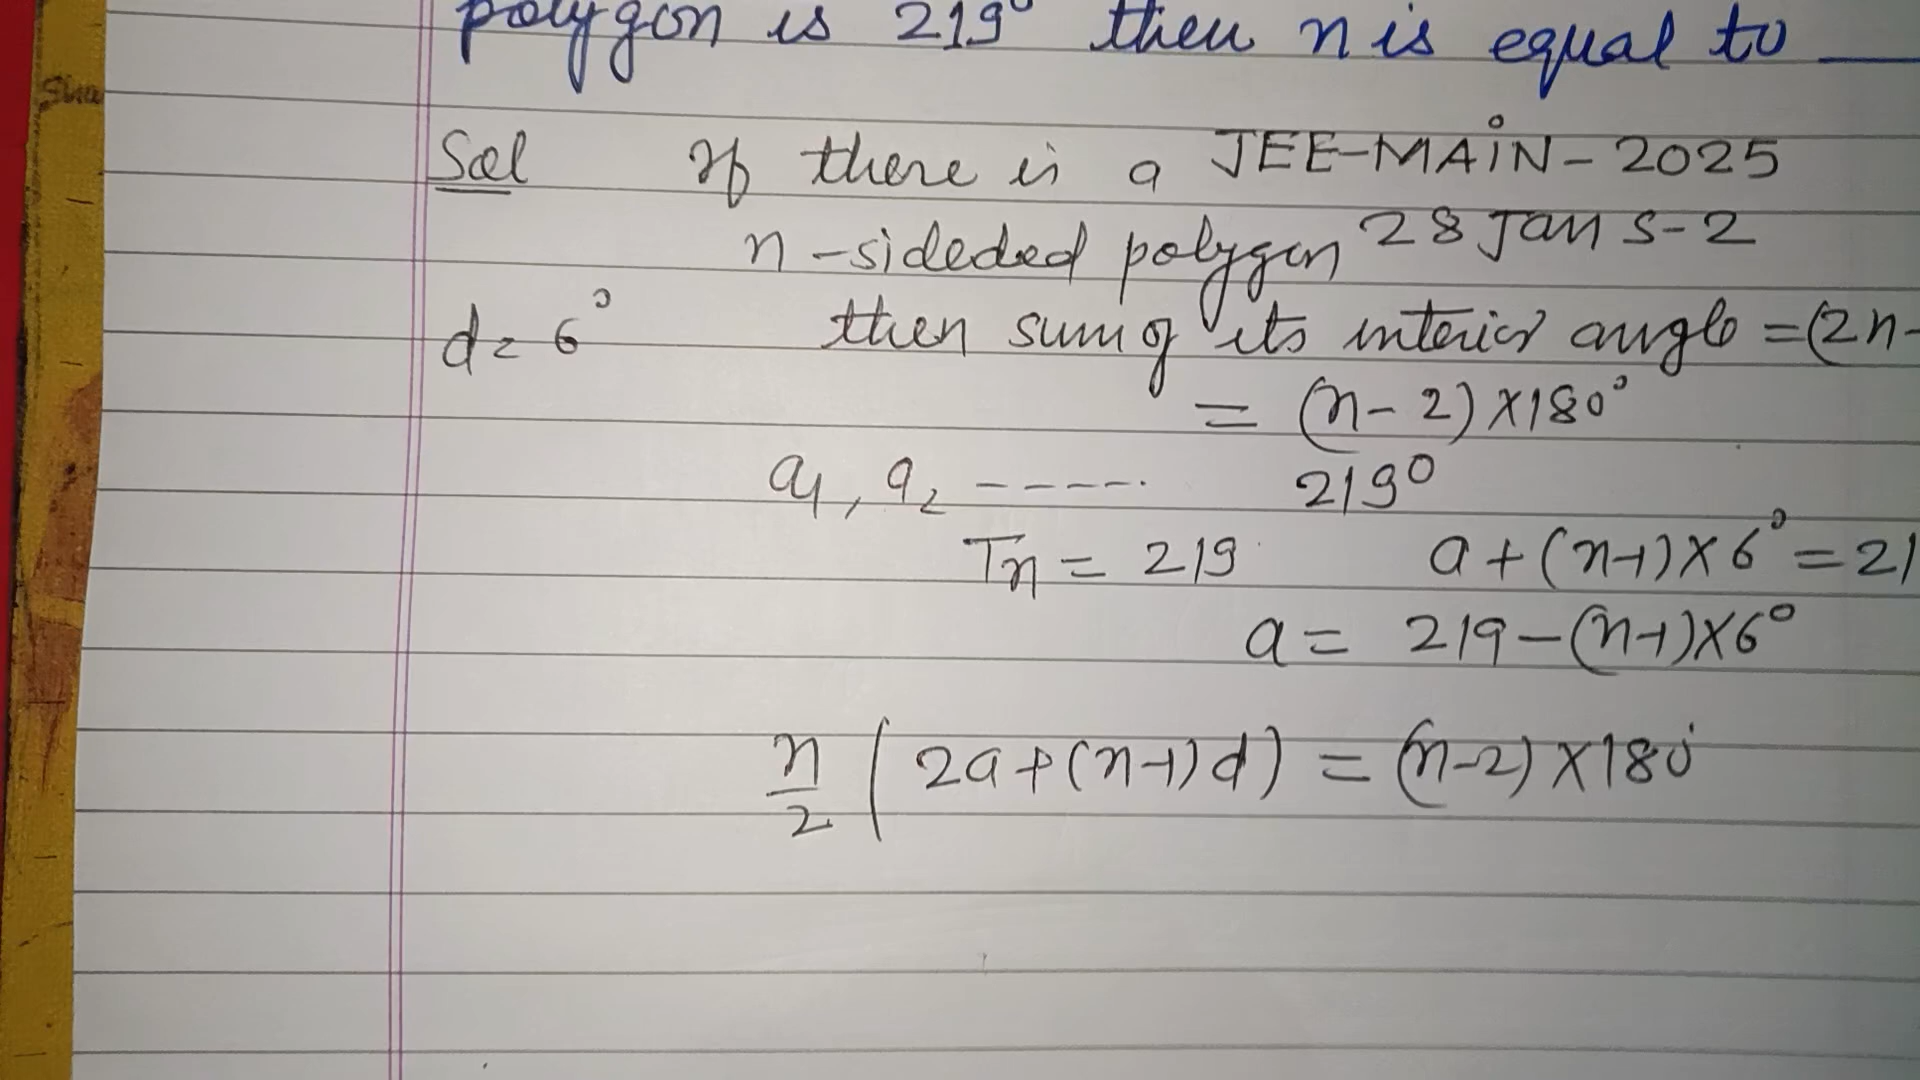 polygon is 219° then n is equal to
Sol If there is a JEE-MAIN-2025
n-sideded polygon 28 Jan S-2
d = 6° then sum of its interior angle = (2n-
= (n-2)×180°
a1, a2 ----- 219°
Tn = 219 a+(n-1)×6° = 21
a = 219-(n-1)×6°
n/2 (2a+(n-1)d) = (n-2)×180°